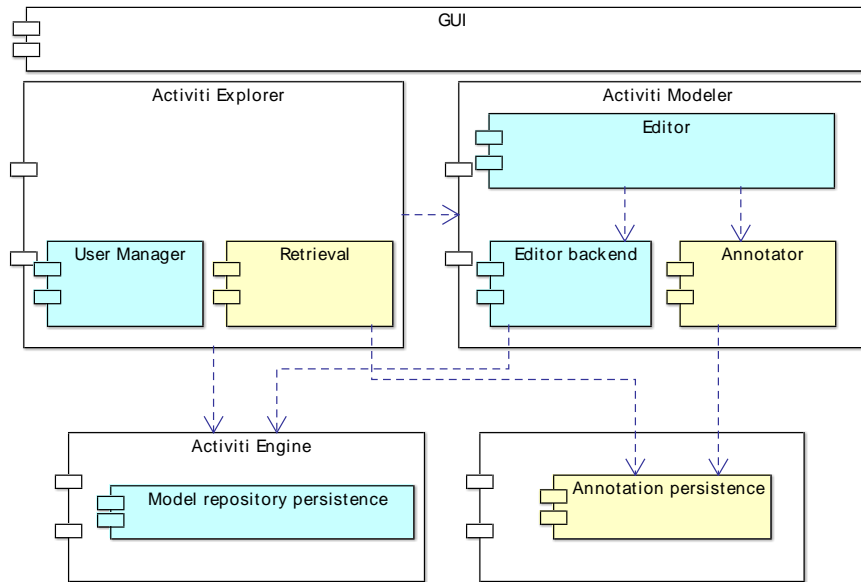 GUI
Activiti Explorer
Activiti Modeler
Editor
User Manager
Retrieval
Editor backend
Annotator
Activiti Engine
Model repository persistence
Annotation persistence